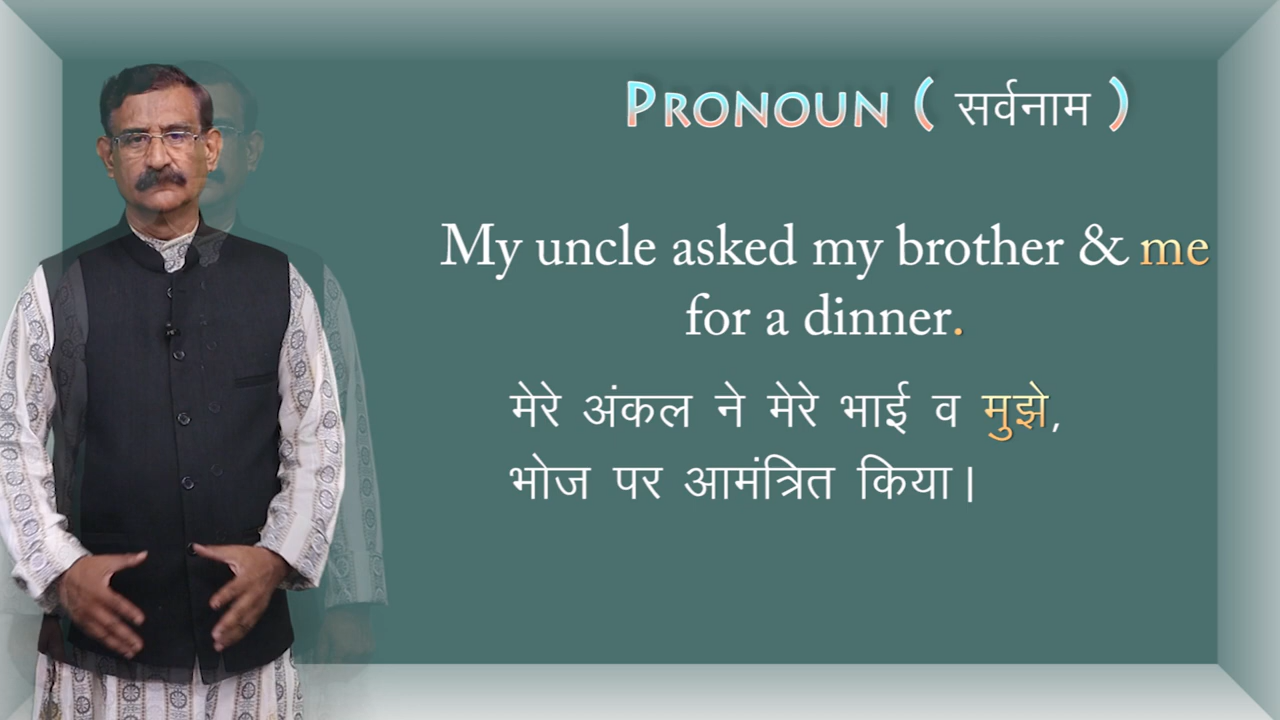 PRONOUN ( सर्वनाम )
My uncle asked my brother & me
for a dinner.
मेरे अंकल ने मेरे भाई व मुझे,
भोज पर आमंत्रित किया।